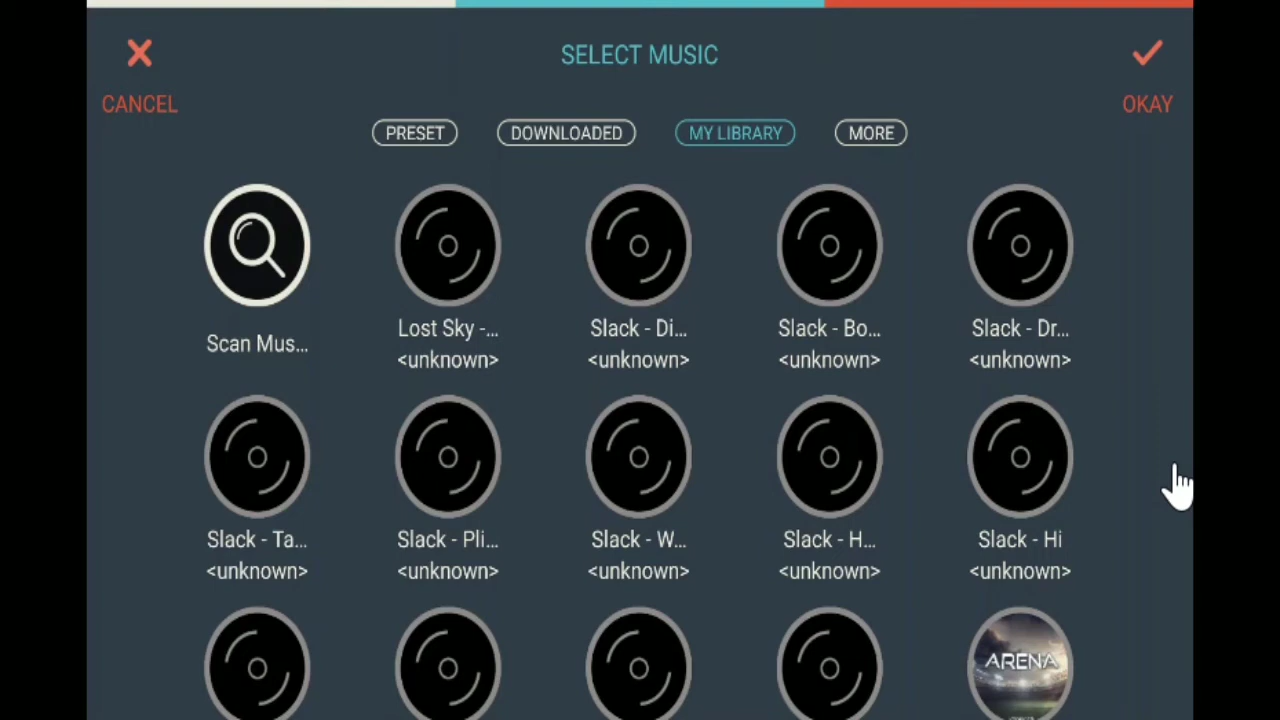 SELECT MUSIC
CANCEL
OKAY
PRESET DOWNLOADED MY LIBRARY MORE
Scan Mus... Lost Sky -... Slack - Di... Slack - Bo... Slack - Dr...
<unknown> <unknown> <unknown> <unknown>
Slack - Ta... Slack - Pli... Slack - W... Slack - H... Slack - Hi
<unknown> <unknown> <unknown> <unknown> <unknown>
ARENA